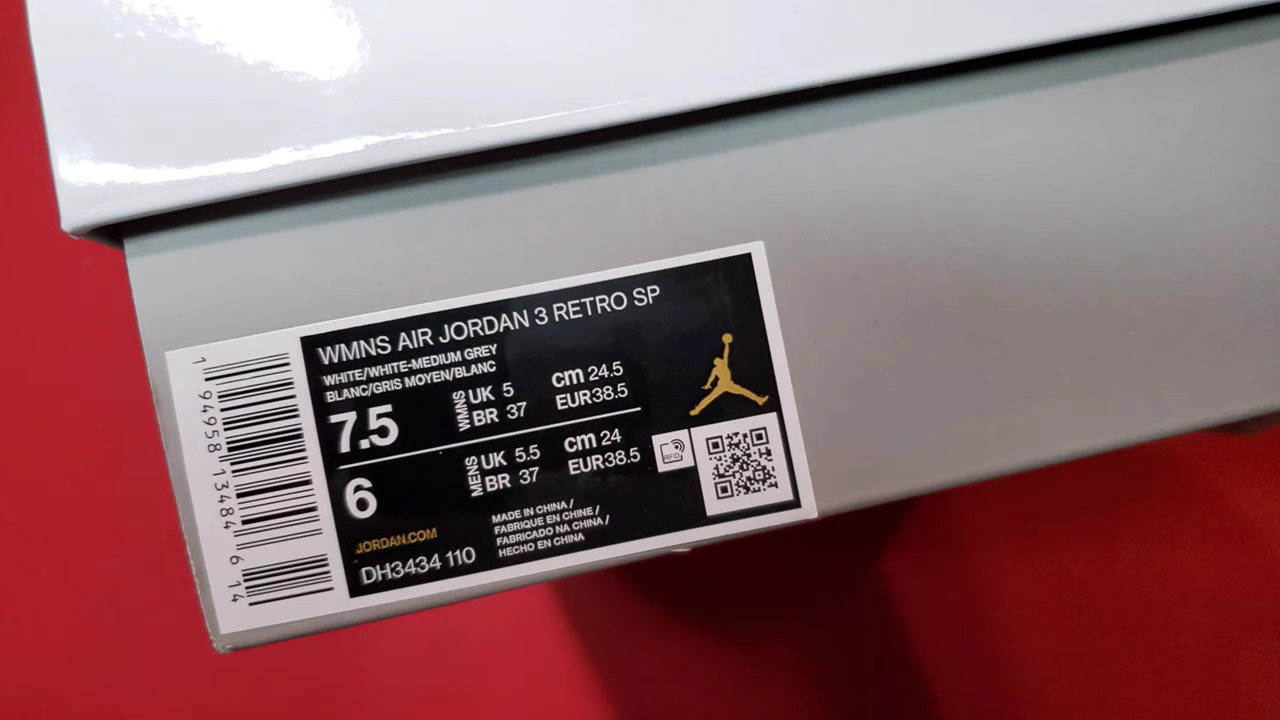 WMNS AIR JORDAN 3 RETRO SP
WHITE/WHITE-MEDIUM GREY
BLANC/GRIS MOYEN/BLANC
7.5 WMNS UK 5 cm 24.5
BR 37 EUR38.5
6 MENS UK 5.5 cm 24
BR 37 EUR38.5
RFID
JORDAN.COM
MADE IN CHINA /
FABRIQUE EN CHINE /
FABRICADO NA CHINA /
HECHO EN CHINA
DH3434 110
1 94958 13484 6 14